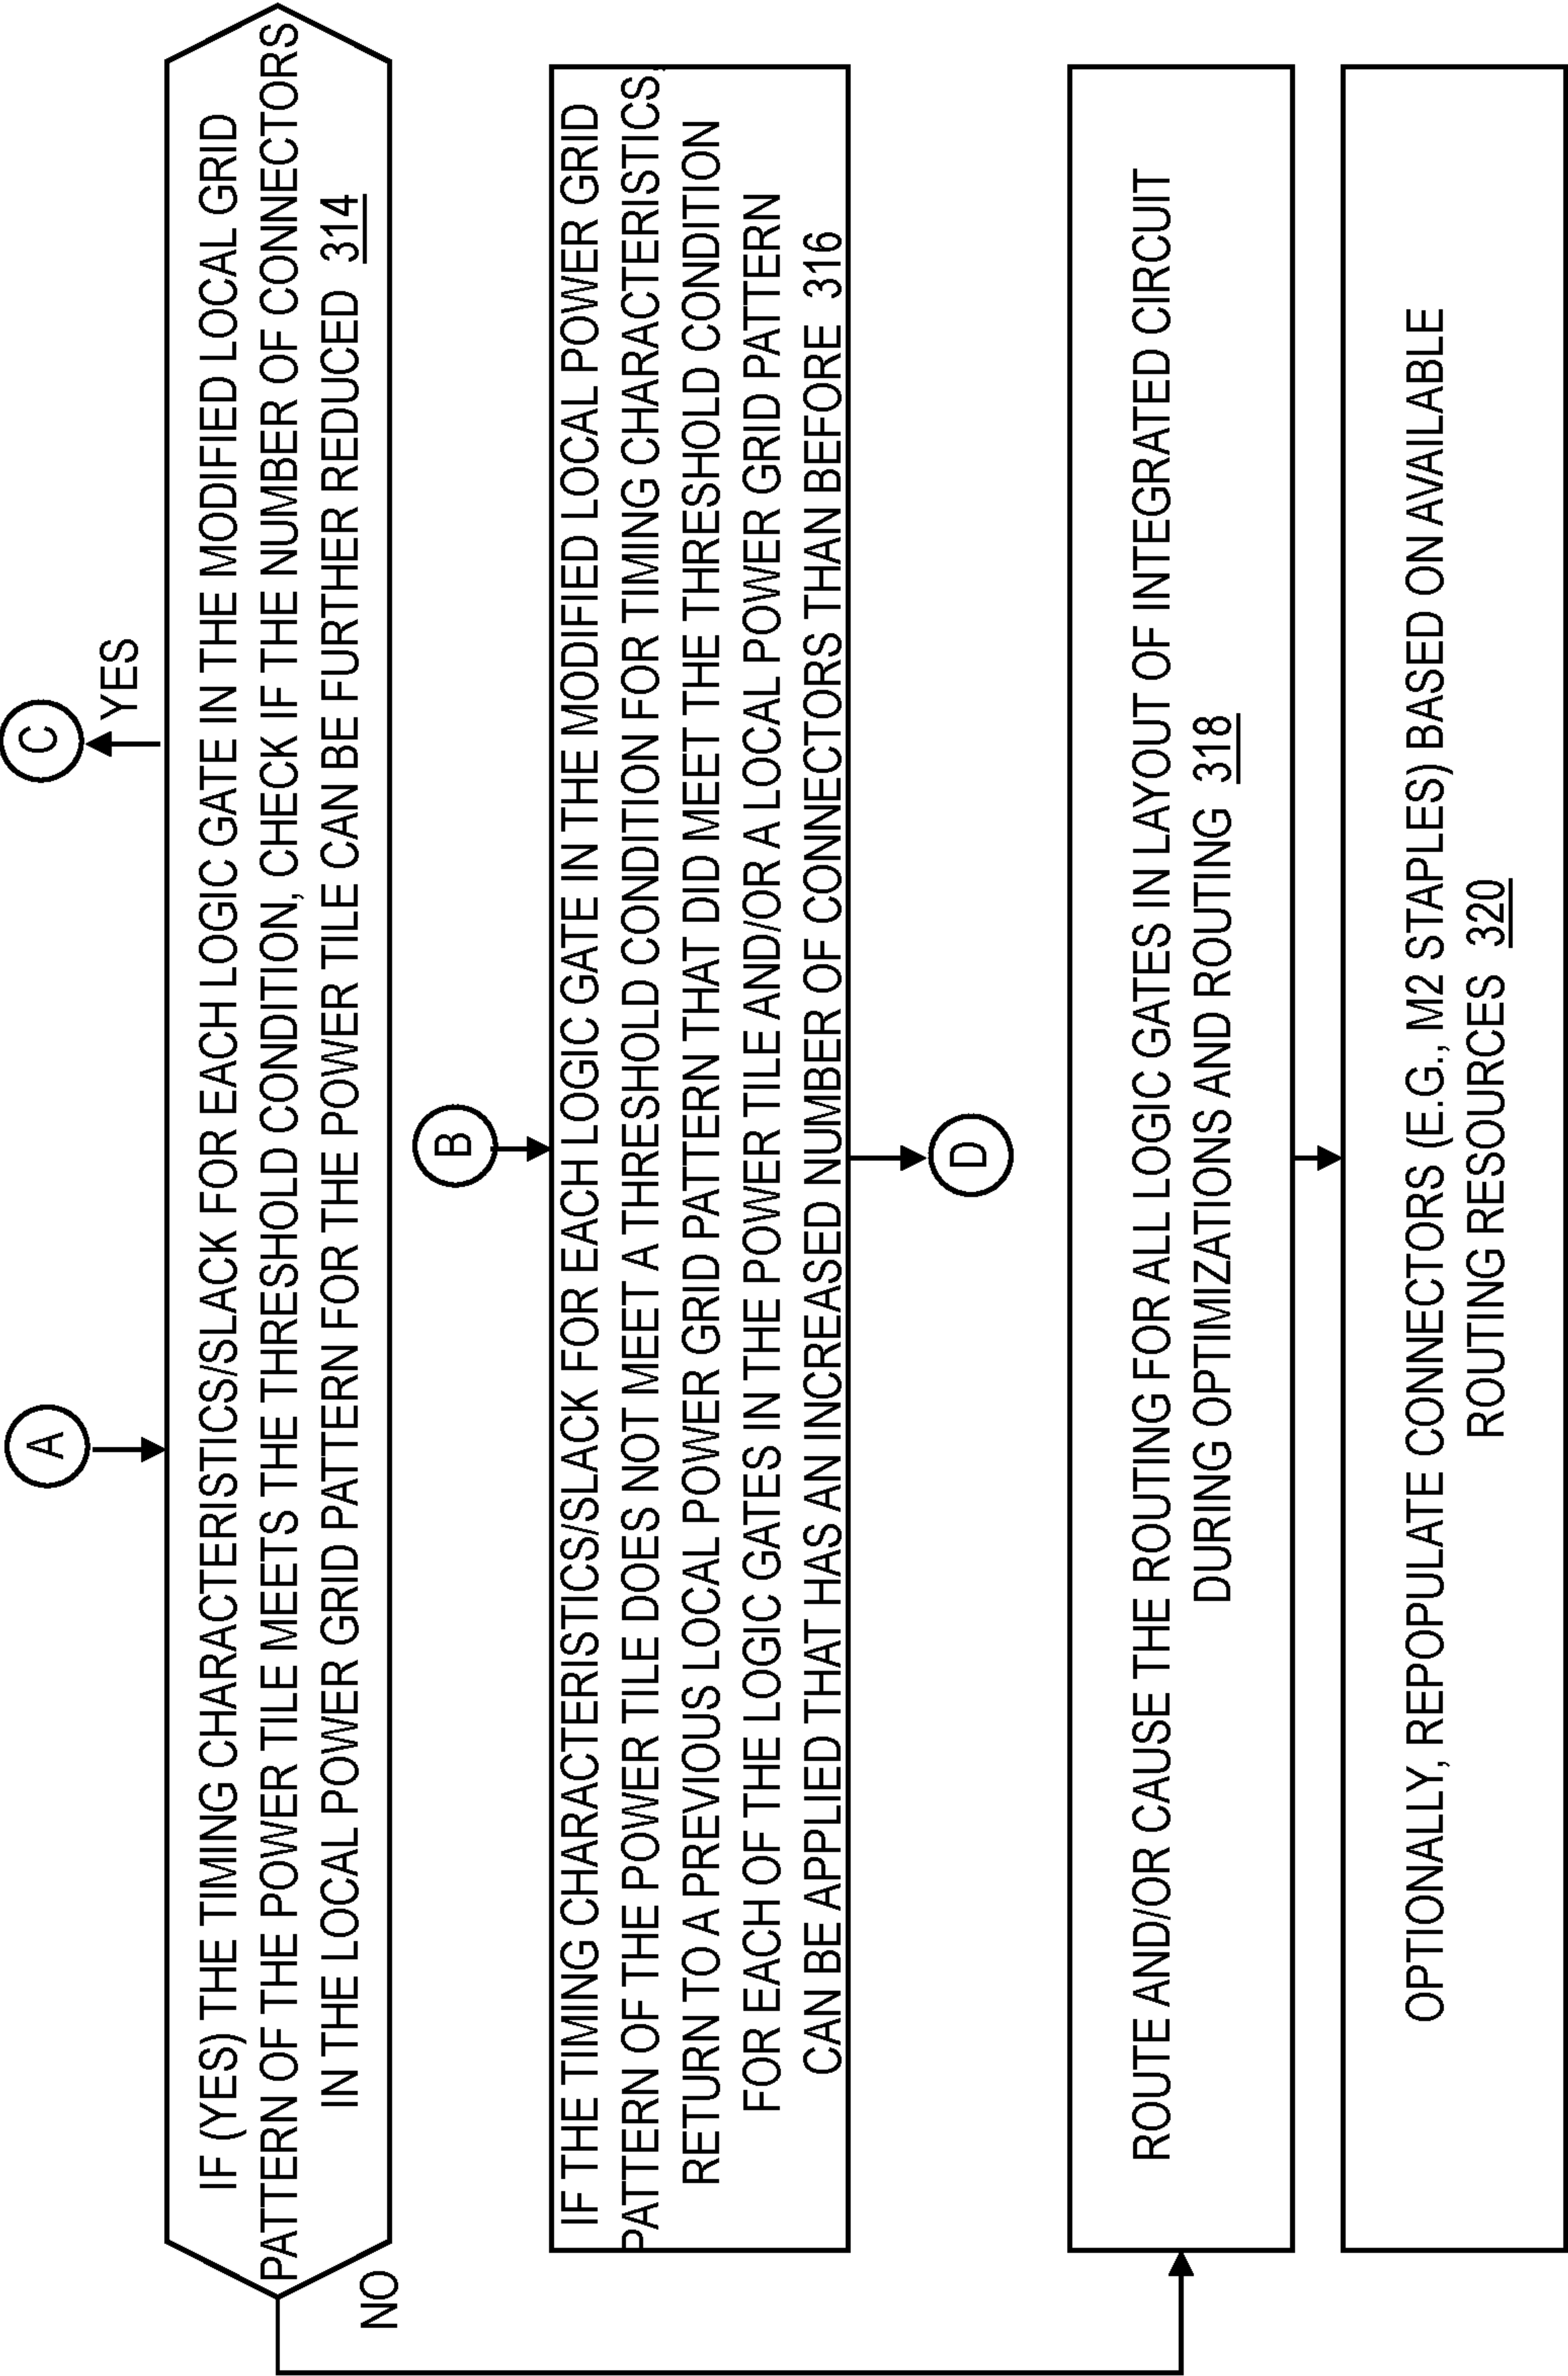 A
C
YES
IF (YES) THE TIMING CHARACTERISTICS/SLACK FOR EACH LOGIC GATE IN THE MODIFIED LOCAL GRID
PATTERN OF THE POWER TILE MEETS THE THRESHOLD CONDITION, CHECK IF THE NUMBER OF CONNECTORS
IN THE LOCAL POWER GRID PATTERN FOR THE POWER TILE CAN BE FURTHER REDUCED 314
NO
B
IF THE TIMING CHARACTERISTICS/SLACK FOR EACH LOGIC GATE IN THE MODIFIED LOCAL POWER GRID
PATTERN OF THE POWER TILE DOES NOT MEET A THRESHOLD CONDITION FOR TIMING CHARACTERISTICS,
RETURN TO A PREVIOUS LOCAL POWER GRID PATTERN THAT DID MEET THE THRESHOLD CONDITION
FOR EACH OF THE LOGIC GATES IN THE POWER TILE AND/OR A LOCAL POWER GRID PATTERN
CAN BE APPLIED THAT HAS AN INCREASED NUMBER OF CONNECTORS THAN BEFORE 316
D
ROUTE AND/OR CAUSE THE ROUTING FOR ALL LOGIC GATES IN LAYOUT OF INTEGRATED CIRCUIT
DURING OPTIMIZATIONS AND ROUTING 318
OPTIONALLY, REPOPULATE CONNECTORS (E.G., M2 STAPLES) BASED ON AVAILABLE
ROUTING RESOURCES 320